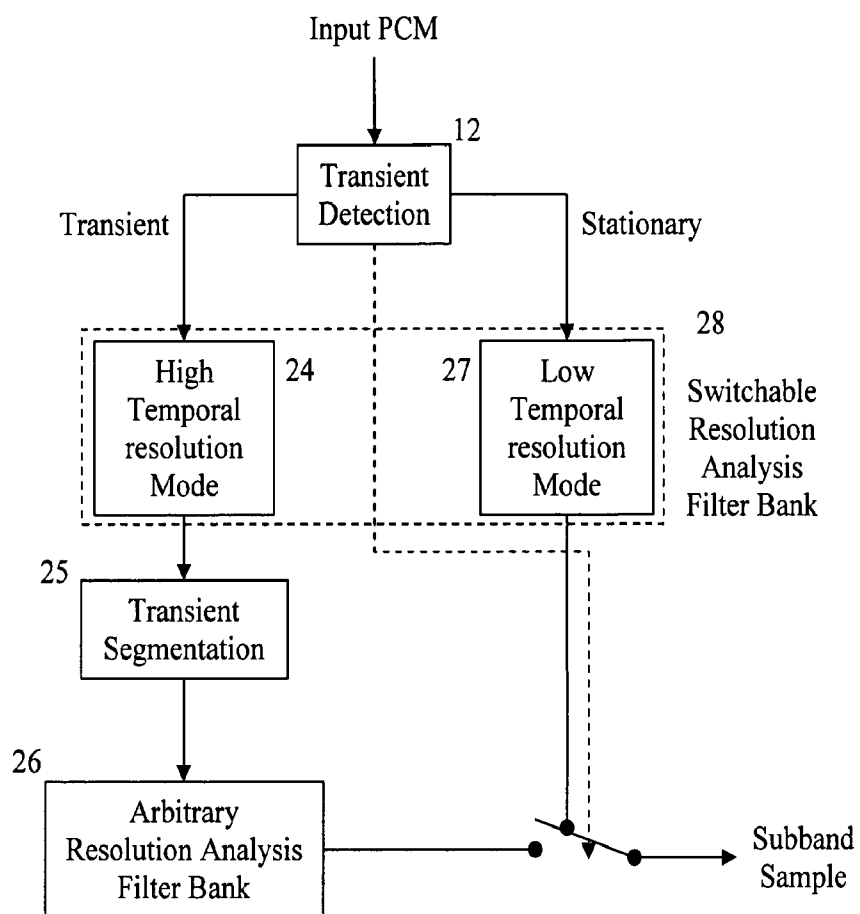 Input PCM
12
Transient
Detection
Transient
Stationary
28
High
Temporal
resolution
Mode
24
27
Low
Temporal
resolution
Mode
Switchable
Resolution
Analysis
Filter Bank
25
Transient
Segmentation
26
Arbitrary
Resolution Analysis
Filter Bank
Subband
Sample